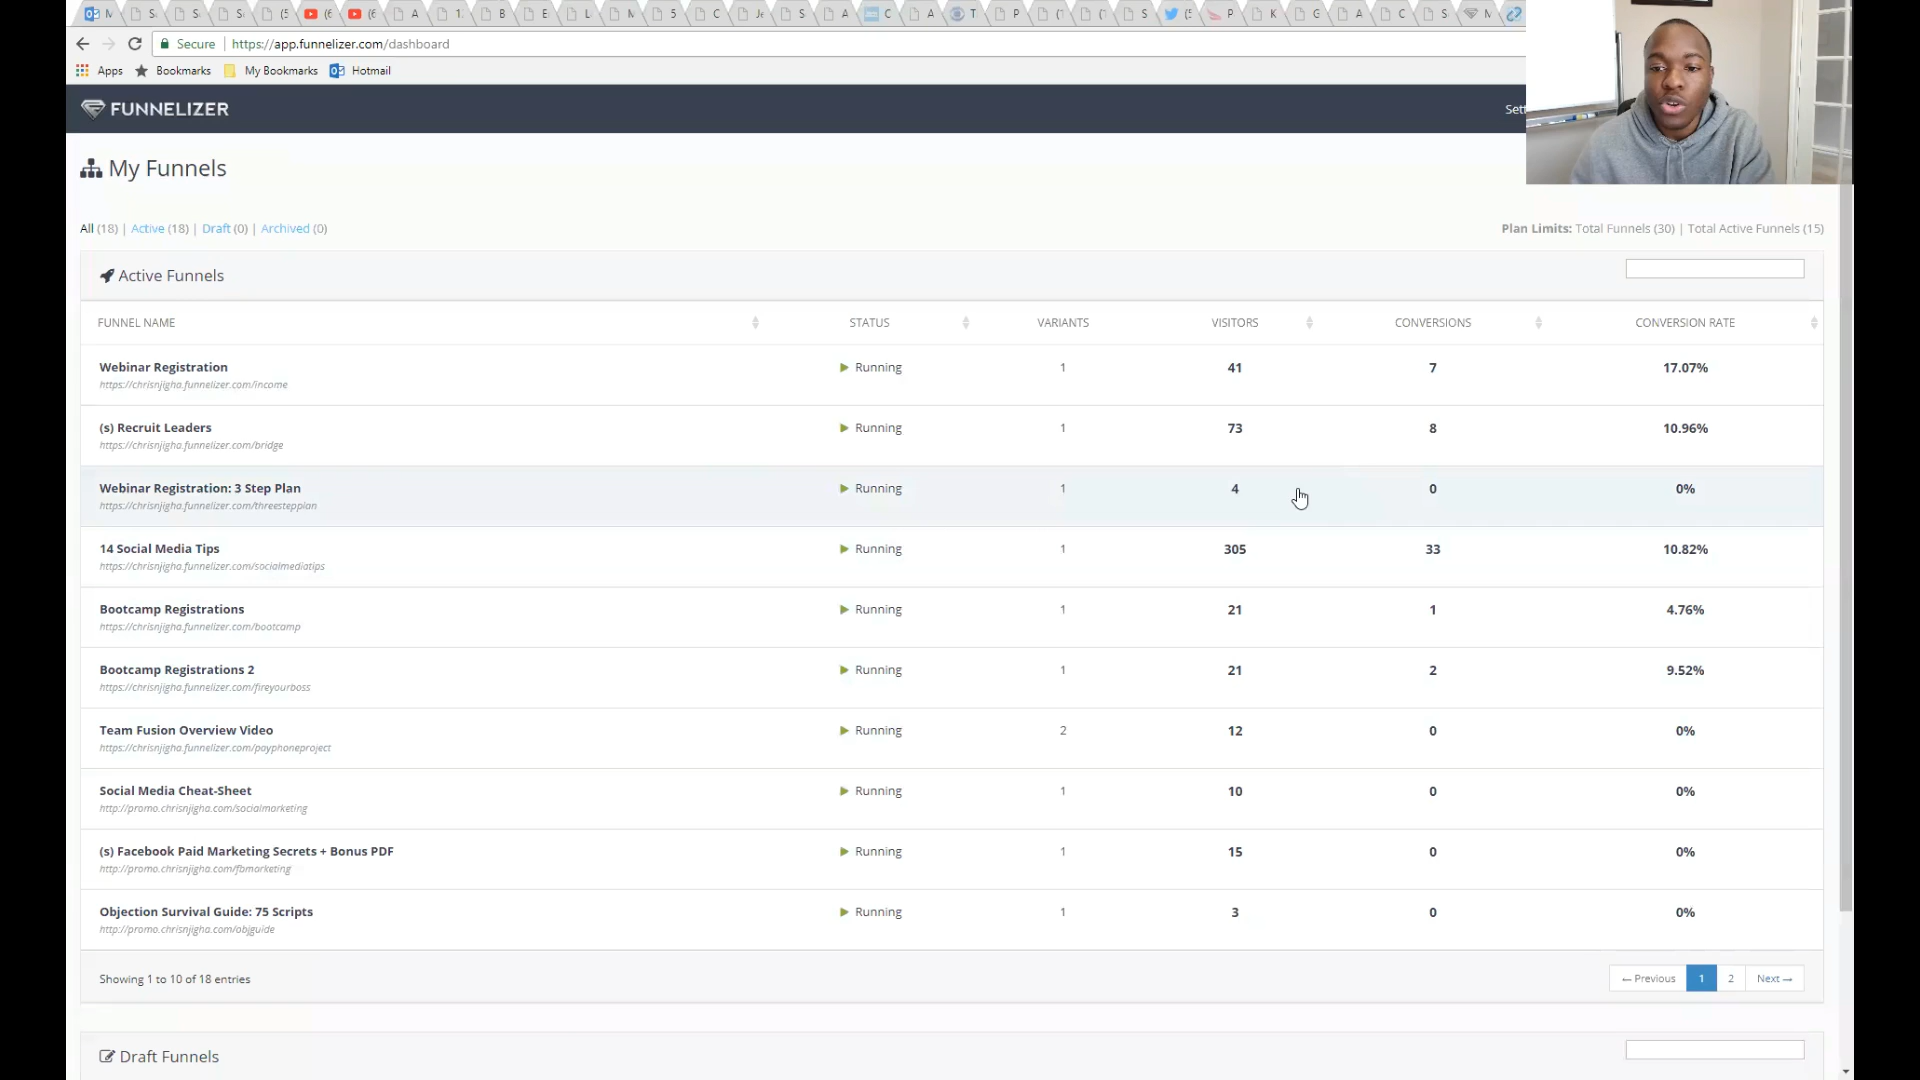 M S S S (5 (6 (6 A 1 B E L M 5 C Je S A C A T P (1 (1 S (5 P K G A C S M
Secure | https://app.funnelizer.com/dashboard
Apps Bookmarks My Bookmarks Hotmail
FUNNELIZER
Sett
My Funnels
All (18) | Active (18) | Draft (0) | Archived (0)
Plan Limits: Total Funnels (30) | Total Active Funnels (15)
Active Funnels
FUNNEL NAME STATUS VARIANTS VISITORS CONVERSIONS CONVERSION RATE
Webinar Registration Running 1 41 7 17.07%
https://chrisnjigha.funnelizer.com/income
(s) Recruit Leaders Running 1 73 8 10.96%
https://chrisnjigha.funnelizer.com/bridge
Webinar Registration: 3 Step Plan Running 1 4 0 0%
https://chrisnjigha.funnelizer.com/threestepplan
14 Social Media Tips Running 1 305 33 10.82%
https://chrisnjigha.funnelizer.com/socialmediatips
Bootcamp Registrations Running 1 21 1 4.76%
https://chrisnjigha.funnelizer.com/bootcamp
Bootcamp Registrations 2 Running 1 21 2 9.52%
https://chrisnjigha.funnelizer.com/fireyourboss
Team Fusion Overview Video Running 2 12 0 0%
https://chrisnjigha.funnelizer.com/payphoneproject
Social Media Cheat-Sheet Running 1 10 0 0%
http://promo.chrisnjigha.com/socialmarketing
(s) Facebook Paid Marketing Secrets + Bonus PDF Running 1 15 0 0%
http://promo.chrisnjigha.com/fbmarketing
Objection Survival Guide: 75 Scripts Running 1 3 0 0%
http://promo.chrisnjigha.com/objguide
Showing 1 to 10 of 18 entries
← Previous 1 2 Next →
Draft Funnels